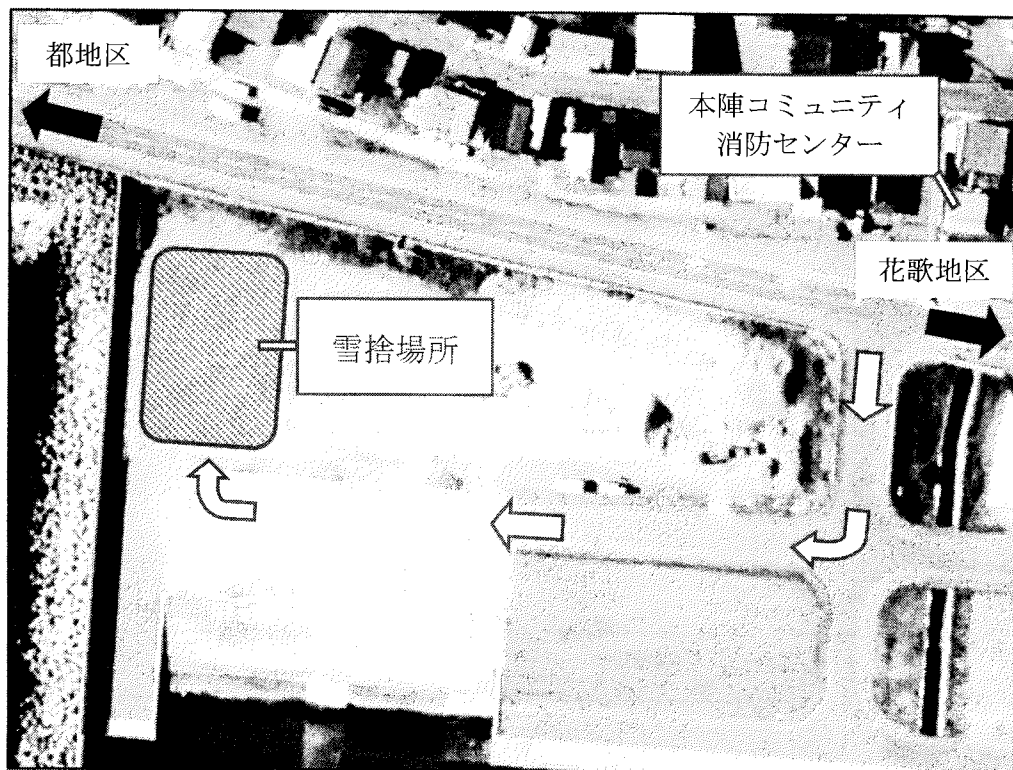 都地区
本陣コミュニティ
消防センター
花歌地区
雪捨場所